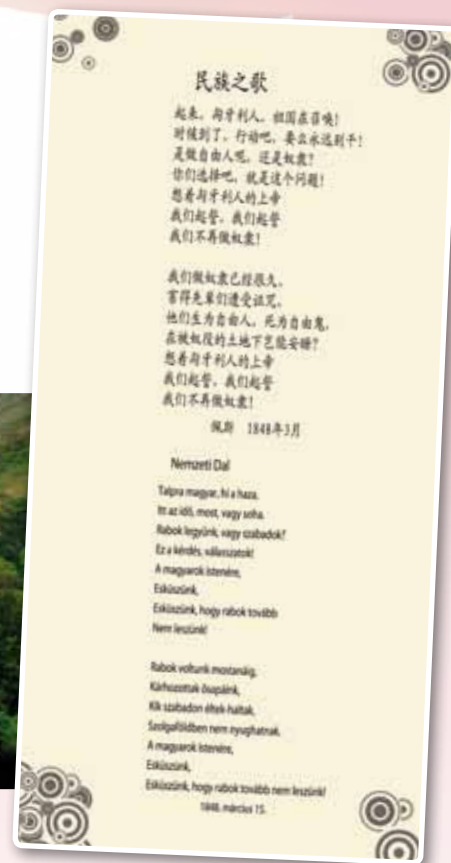 民族之歌
起来，匈牙利人，祖国在召唤！
时候到了，行动吧，要么永远别干！
是做自由人呢，还是奴隶？
你们选择吧，就是这个问题！
想着匈牙利人的上帝
我们起誓，我们起誓
我们不再做奴隶！
我们做奴隶已经很久，
害得先辈们遭受诅咒，
他们生为自由人，死为自由鬼，
在被奴役的土地下岂能安睡？
想着匈牙利人的上帝
我们起誓，我们起誓
我们不再做奴隶！
佩斯 1848年3月
Nemzeti Dal
Talpra magyar, hí a haza.
Itt az idő, most, vagy soha.
Rabok legyünk, vagy szabadok?
Ez a kérdés, válasszatok!
A magyarok istenére,
Esküszünk,
Esküszünk, hogy rabok tovább
Nem leszünk!
Rabok voltunk mostanáig,
Kárhozottak ősapáink,
Kik szabadon éltek-haltak,
Szolgaföldben nem nyughatnak.
A magyarok istenére,
Esküszünk,
Esküszünk, hogy rabok tovább nem leszünk!
1848. március 15.